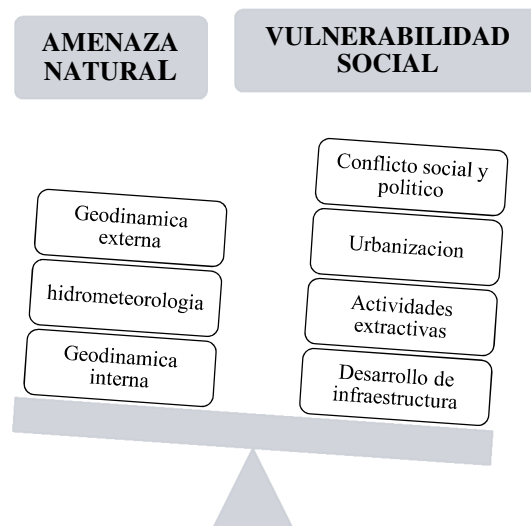 AMENAZA
NATURAL
VULNERABILIDAD
SOCIAL
Geodinamica
externa
hidrometeorologia
Geodinamica
interna
Conflicto social y
politico
Urbanizacion
Actividades
extractivas
Desarrollo de
infraestructura